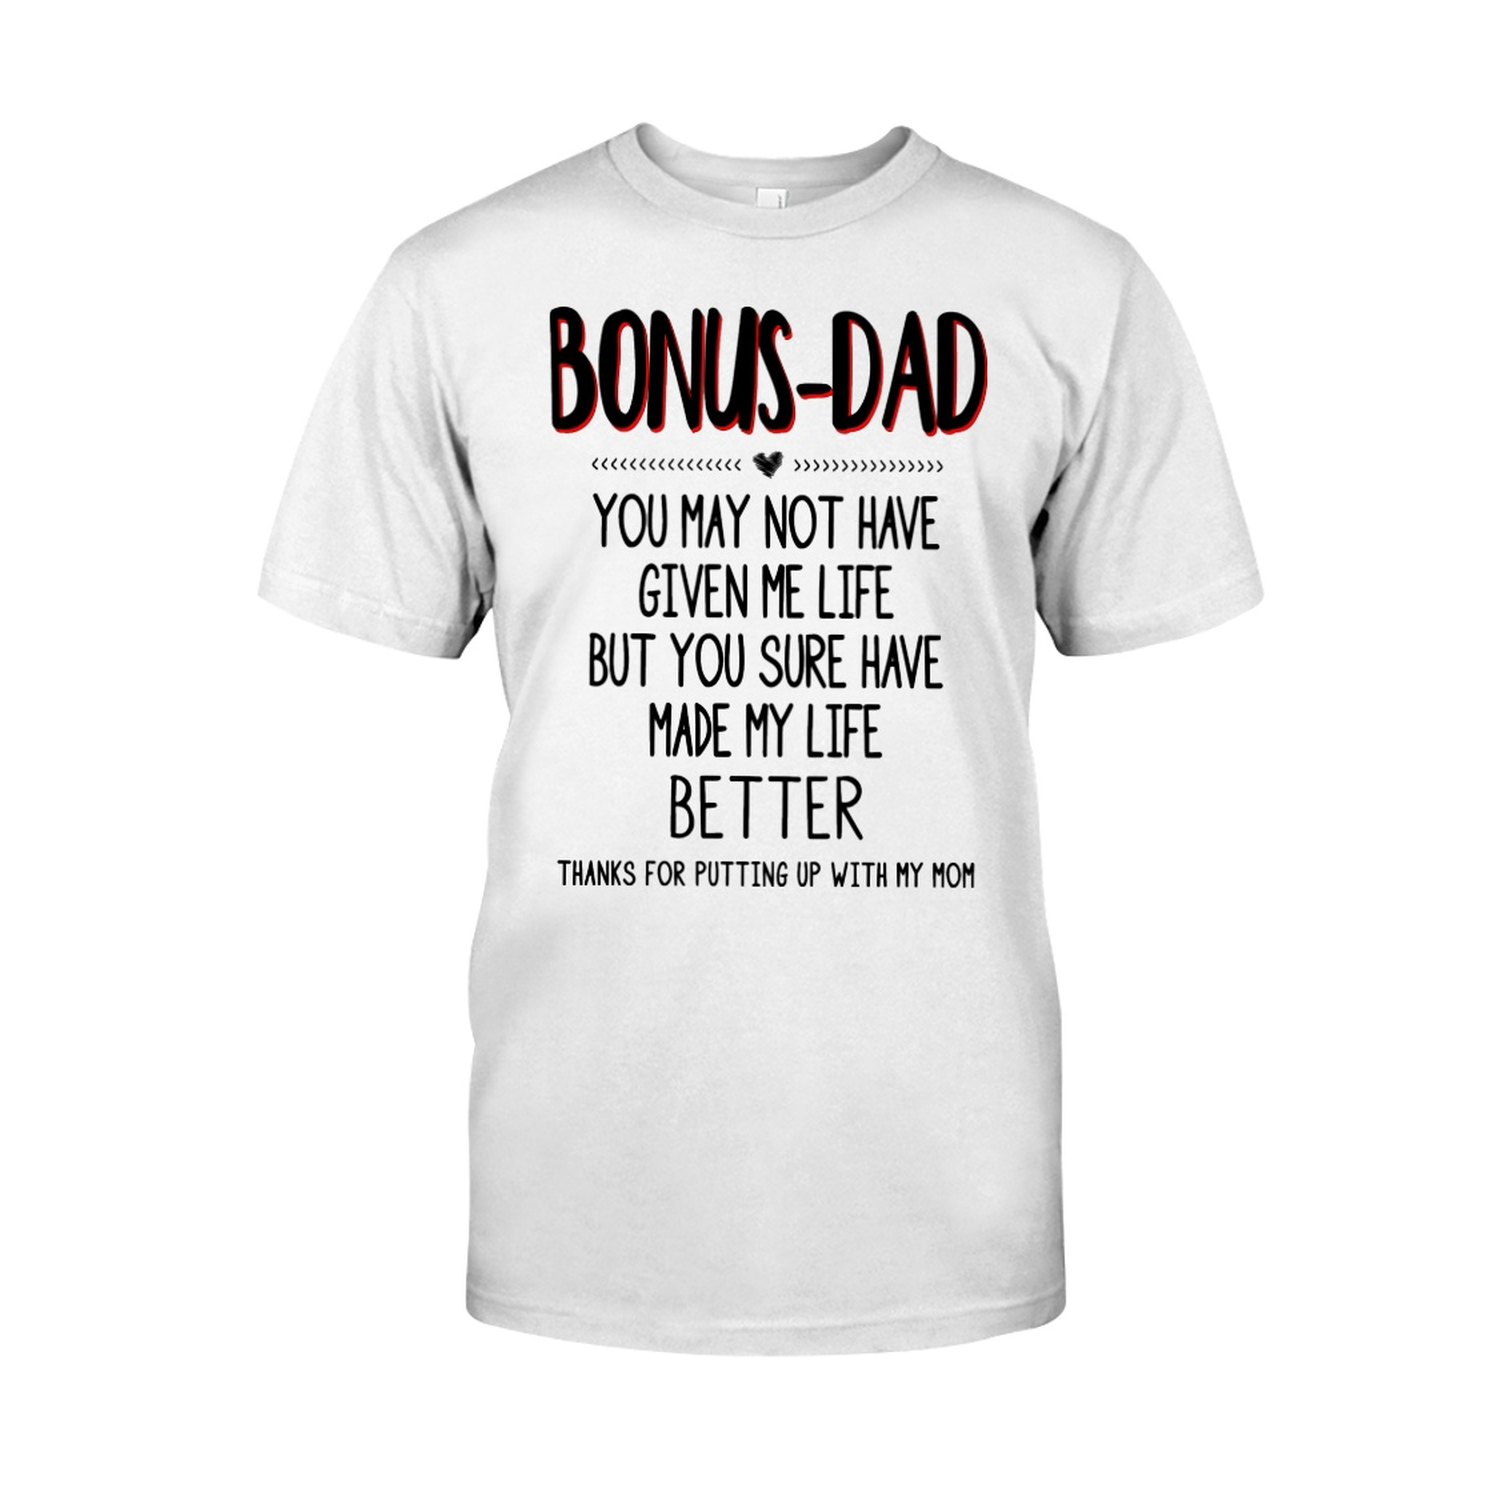 BONUS-DAD
YOU MAY NOT HAVE
GIVEN ME LIFE
BUT YOU SURE HAVE
MADE MY LIFE
BETTER
THANKS FOR PUTTING UP WITH MY MOM